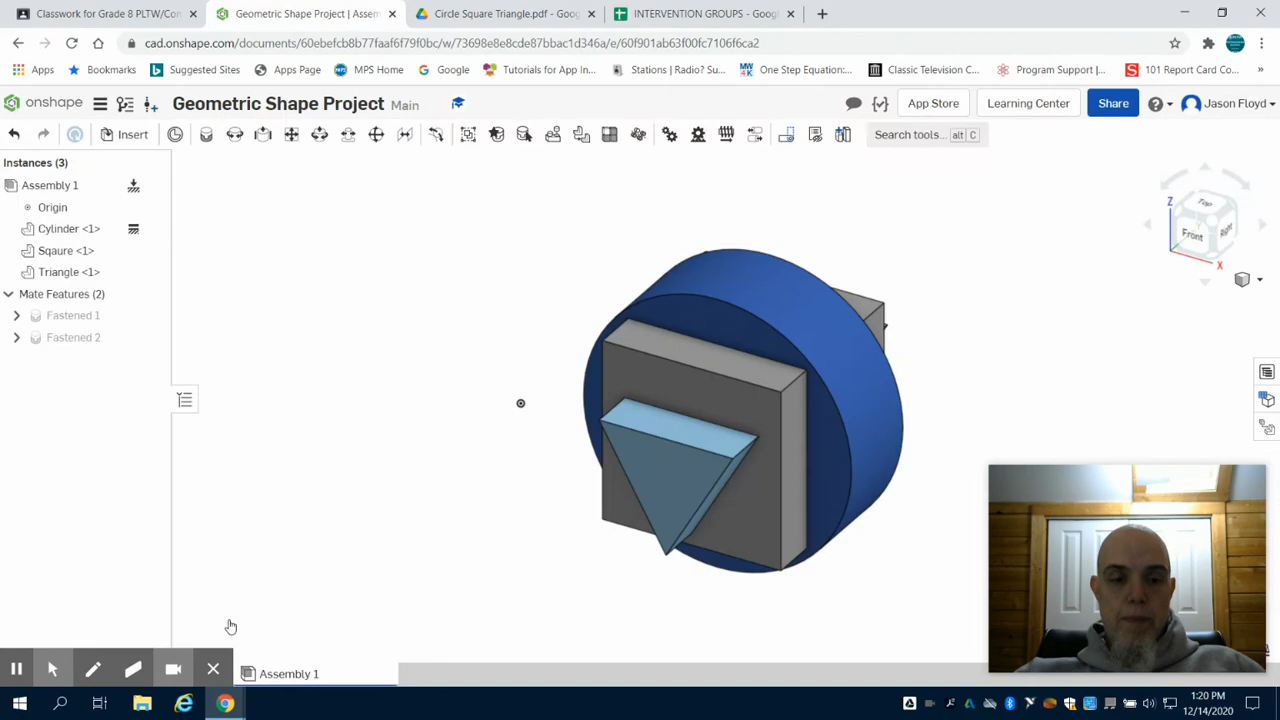 Classwork for Grade 8 PLTW/Con
Geometric Shape Project | Assem
Circle Square Triangle.pdf - Goog
INTERVENTION GROUPS - Google
cad.onshape.com/documents/60ebefcb8b77faaf6f79f0bc/w/73698e8e8cde87bbac1d346a/e/60f901ab63f00fc7106f6ca2
Apps
Bookmarks
Suggested Sites
Apps Page
MPS Home
Google
Tutorials for App In...
Stations | Radio? Su...
One Step Equation:...
Classic Television C...
Program Support |...
101 Report Card Co...
»
onshape
Geometric Shape Project Main
App Store
Learning Center
Share
Jason Floyd
Insert
Search tools... alt C
Instances (3)
Assembly 1
Origin
Cylinder <1>
Sqaure <1>
Triangle <1>
Mate Features (2)
Fastened 1
Fastened 2
Top
Front
Right
Z
X
Assembly 1
1:20 PM
12/14/2020